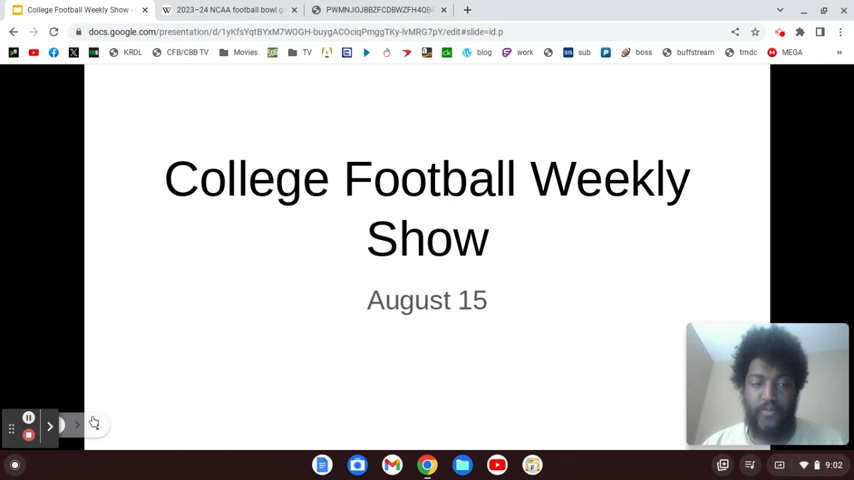 College Football Weekly Show -
2023–24 NCAA football bowl ga
PWMNJOJBBZFCDBWZFH4QB4
docs.google.com/presentation/d/1yKfsYqtBYxM7WOGH-buygACOciqPmggTKy-lvMRG7pY/edit#slide=id.p
KRDL CFB/CBB TV Movies TV sub work boss buffstream tmdc MEGA
College Football Weekly
Show
August 15
9:02